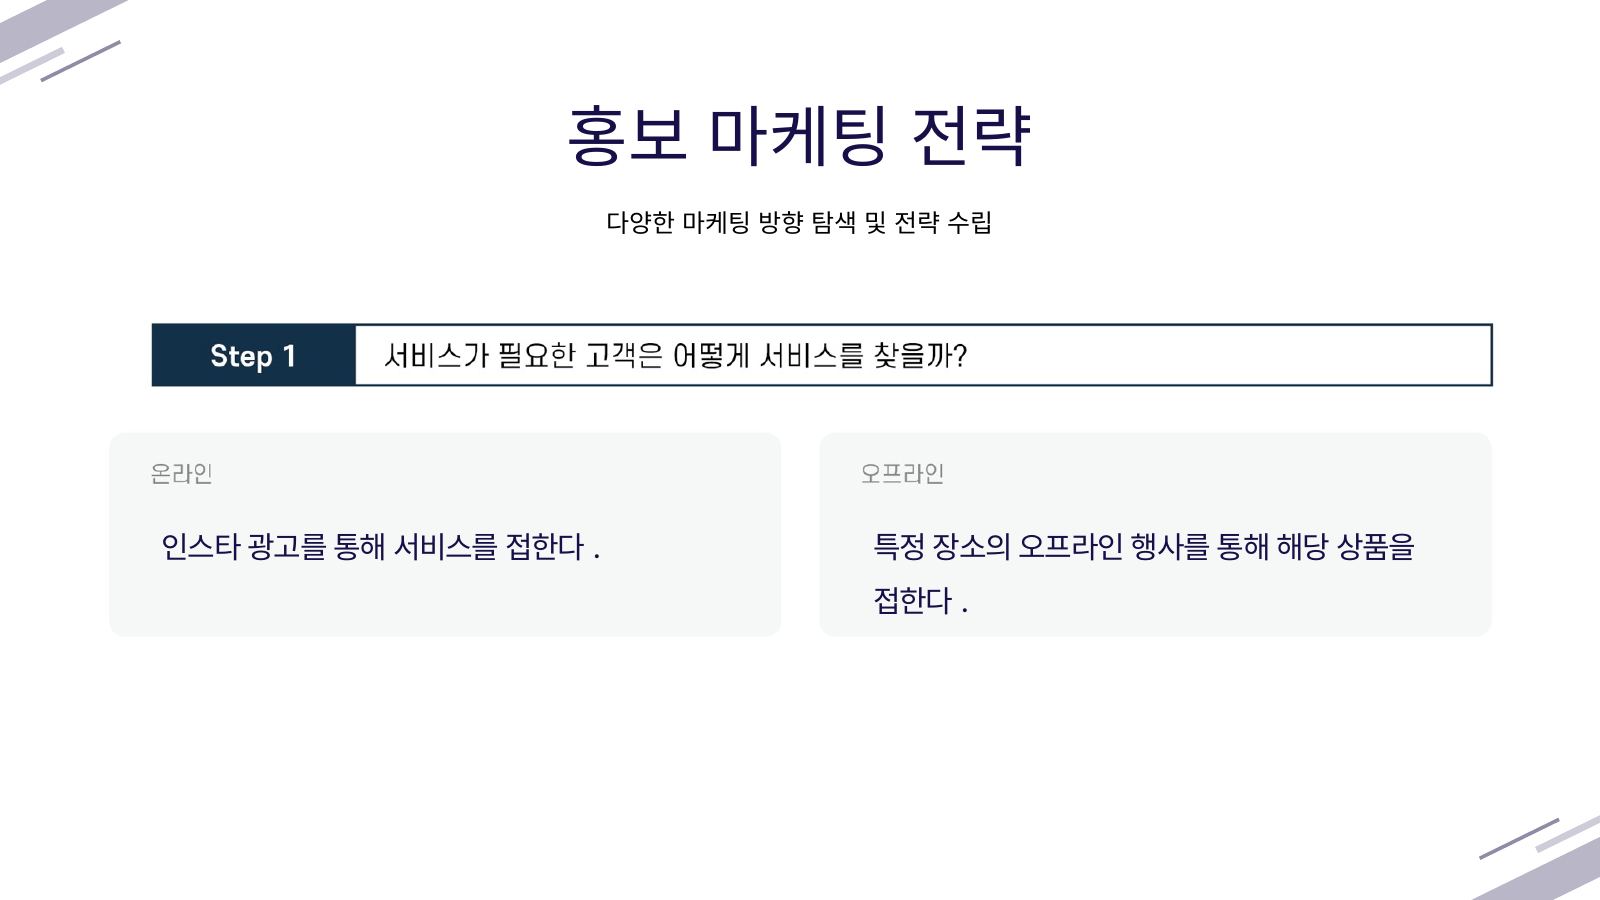 홍보 마케팅 전략
다양한 마케팅 방향 탐색 및 전략 수립
Step 1 서비스가 필요한 고객은 어떻게 서비스를 찾을까?
온라인
인스타 광고를 통해 서비스를 접한다 .
오프라인
특정 장소의 오프라인 행사를 통해 해당 상품을
접한다 .